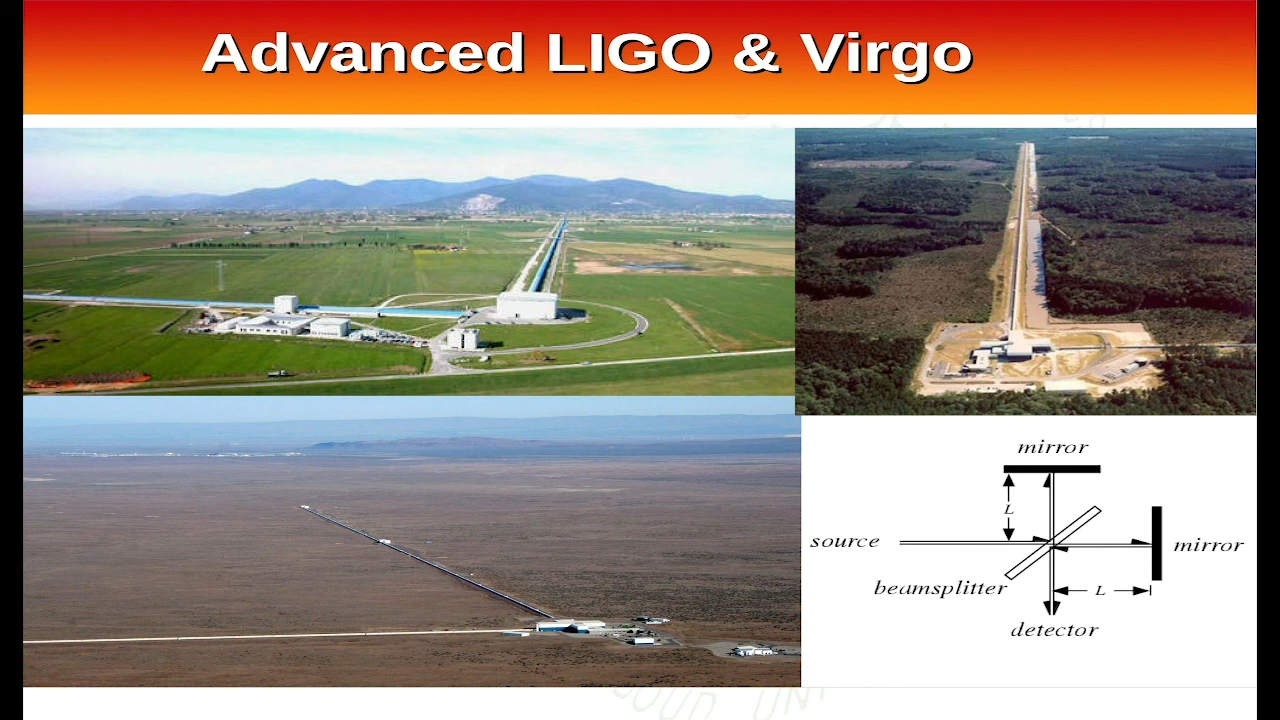 Advanced LIGO & Virgo
mirror
L
source
mirror
beamsplitter
L
detector